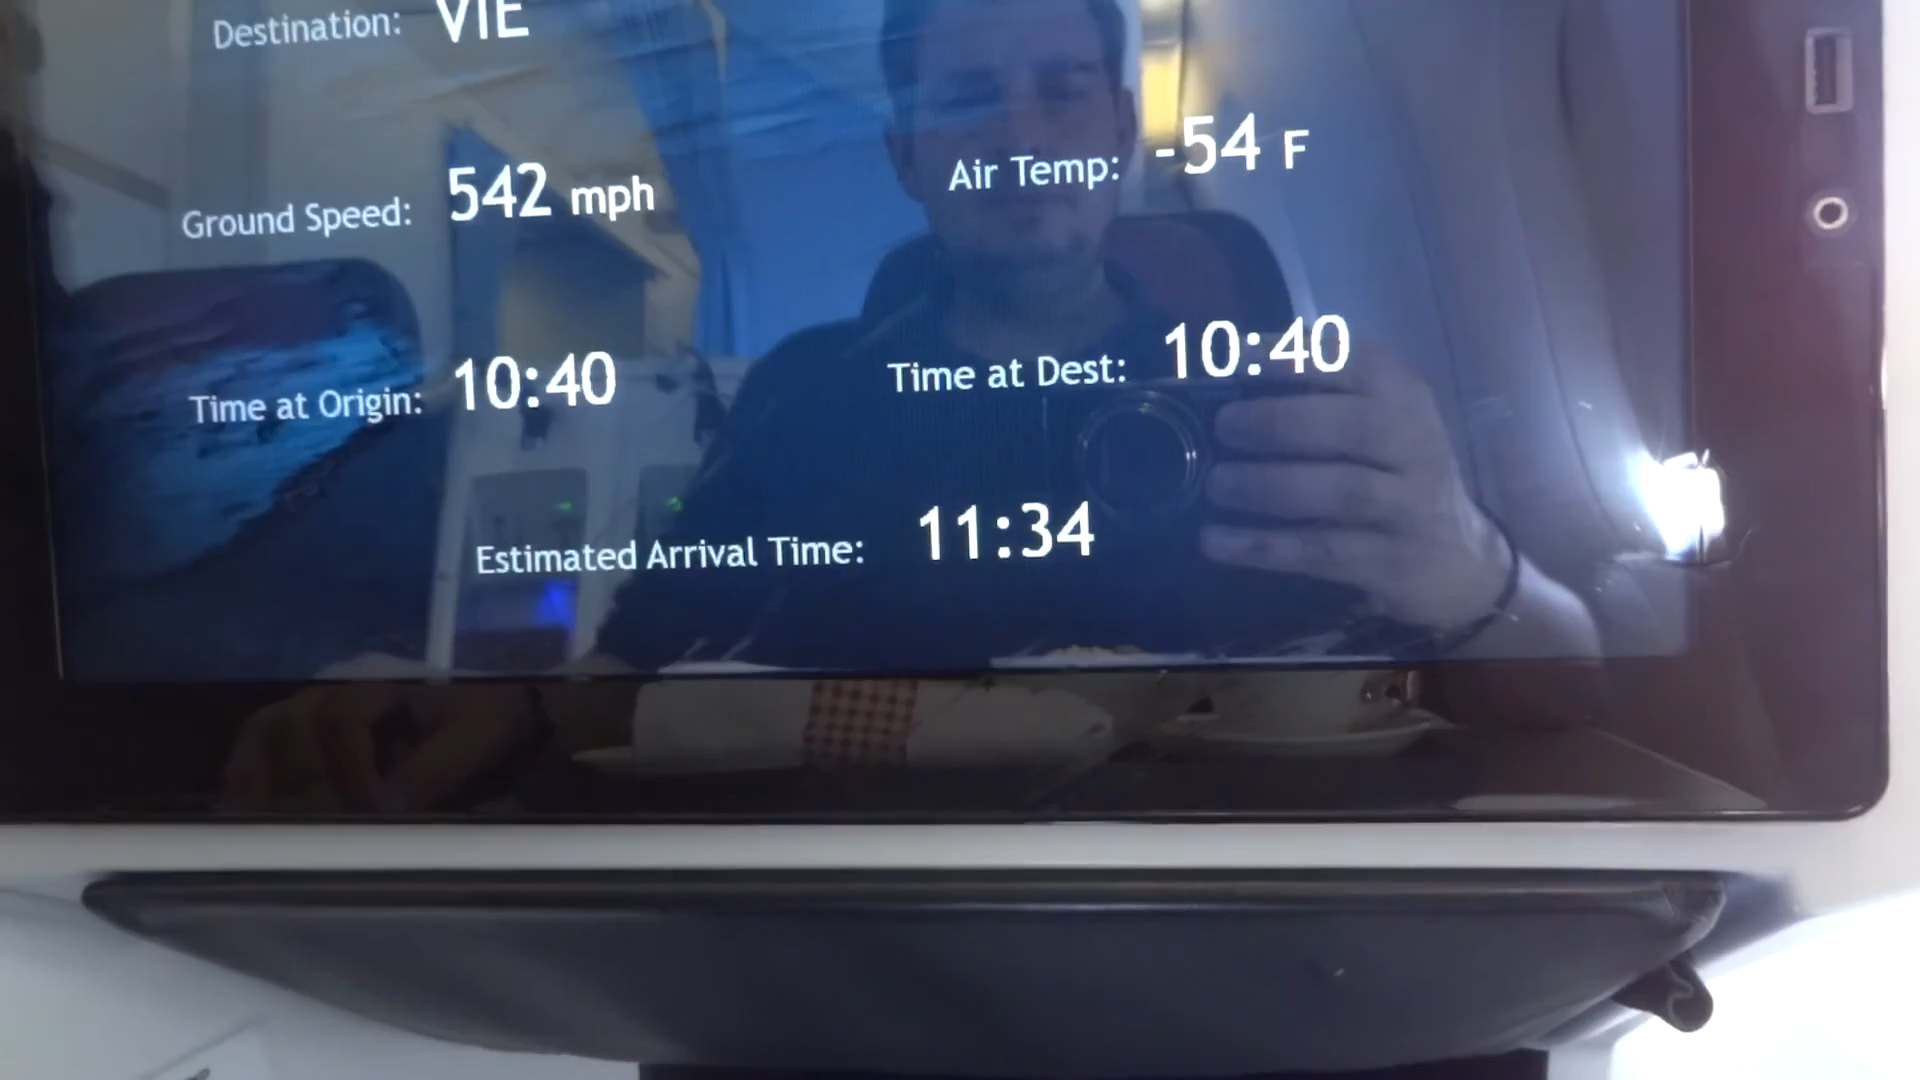 Destination: VIE
Ground Speed: 542 mph
Air Temp: -54 F
Time at Origin: 10:40
Time at Dest: 10:40
Estimated Arrival Time: 11:34